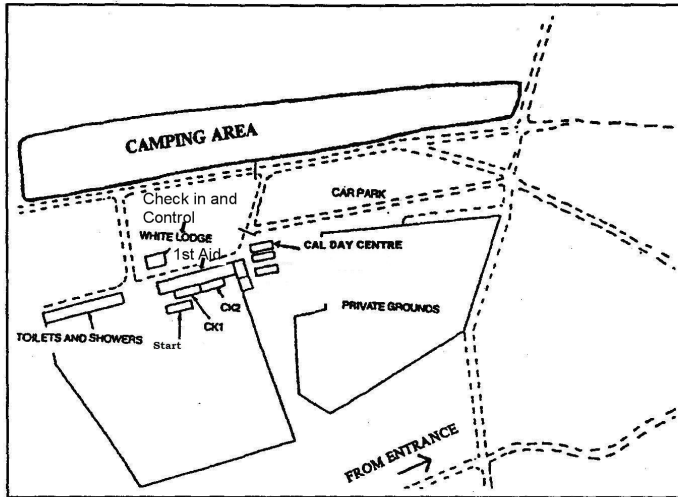 CAMPING AREA
Check in and
Control
CAR PARK
WHITE LODGE
CAL DAY CENTRE
1st Aid
PRIVATE GROUNDS
CK2
CK1
TOILETS AND SHOWERS
Start
FROM ENTRANCE